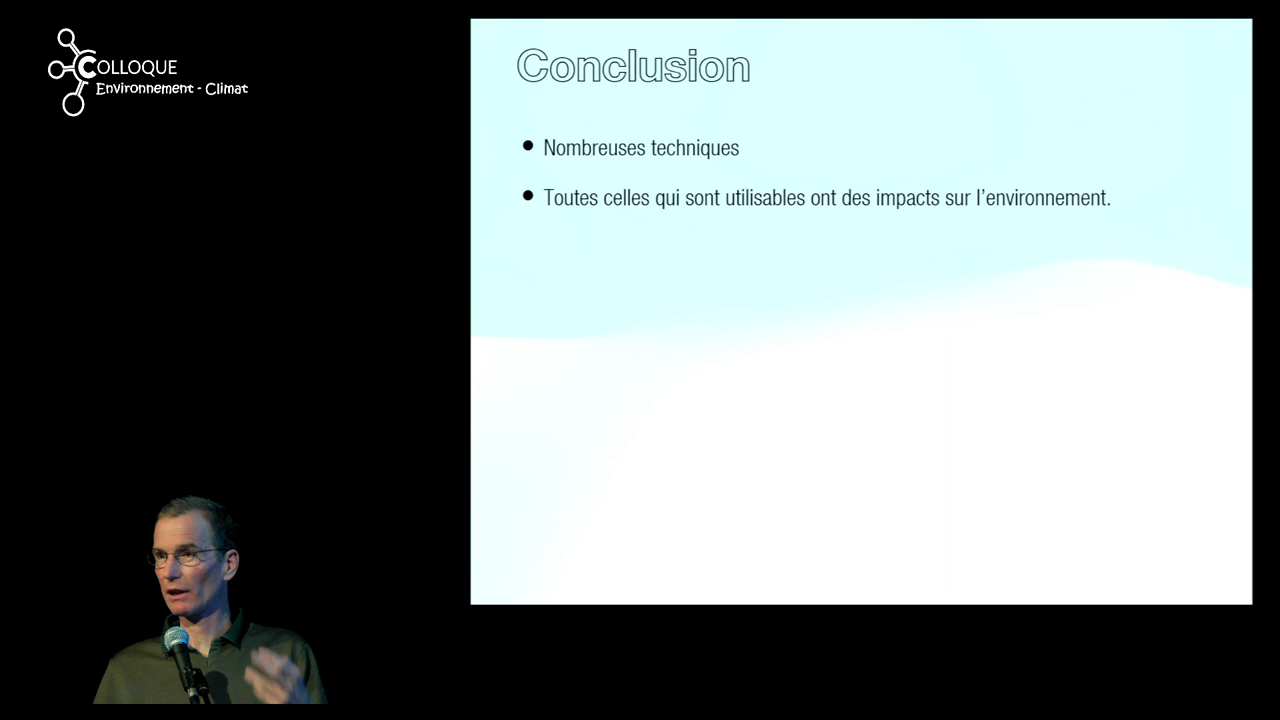 COLLOQUE
Environnement - Climat
Conclusion
● Nombreuses techniques
● Toutes celles qui sont utilisables ont des impacts sur l'environnement.